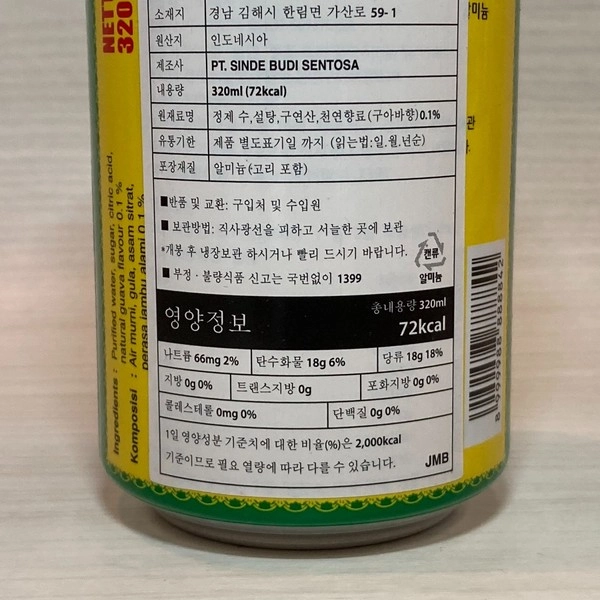 NETT
320
소재지 경남 김해시 한림면 가산로 59-1
원산지 인도네시아
제조사 PT. SINDE BUDI SENTOSA
내용량 320ml (72kcal)
원재료명 정제 수,설탕,구연산,천연향료(구아바향)0.1%
유통기한 제품 별도표기일 까지 (읽는법:일.월.년순)
포장재질 알미늄(고리 포함)
■반품 및 교환: 구입처 및 수입원
■ 보관방법: 직사광선을 피하고 서늘한 곳에 보관
*개봉 후 냉장보관 하시거나 빨리 드시기 바랍니다.
■ 부정·불량식품 신고는 국번없이 1399
캔류
알미늄
영양정보
총내용량 320ml
72kcal
나트륨 66mg 2% 탄수화물 18g 6% 당류 18g 18%
지방 0g 0% 트랜스지방 0g 포화지방 0g 0%
콜레스테롤 0mg 0% 단백질 0g 0%
1일 영양성분 기준치에 대한 비율(%)은 2,000kcal
기준이므로 필요 열량에 따라 다를 수 있습니다.
JMB
Ingredients : Purified water, sugar, citric acid,
natural guava flavour 0.1 %
Komposisi : Air murni, gula, asam sitrat,
perasa jambu alami 0.1 %
알미늄
관